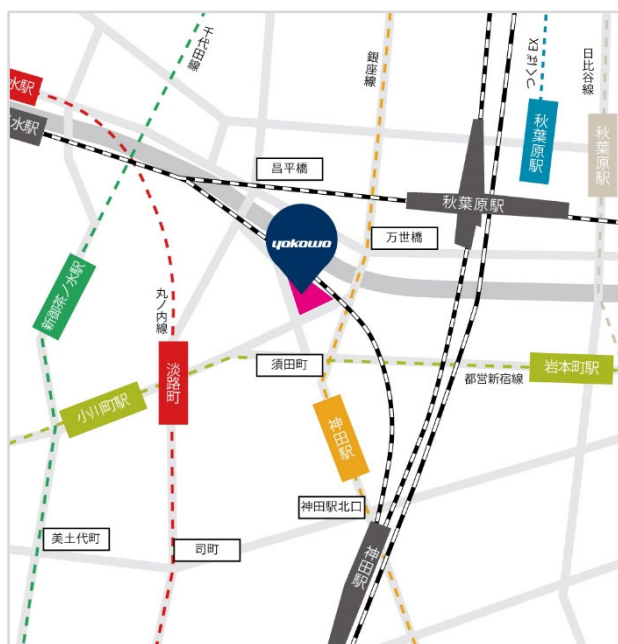 千代田線
銀座線
つくばEX
日比谷線
水駅
水駅
昌平橋
秋葉原駅
秋葉原駅
秋葉原駅
万世橋
yokowo
新御茶ノ水駅
丸ノ内線
淡路町
須田町
都営新宿線
岩本町駅
小川町駅
神田駅
神田駅北口
美土代町
司町
神田駅